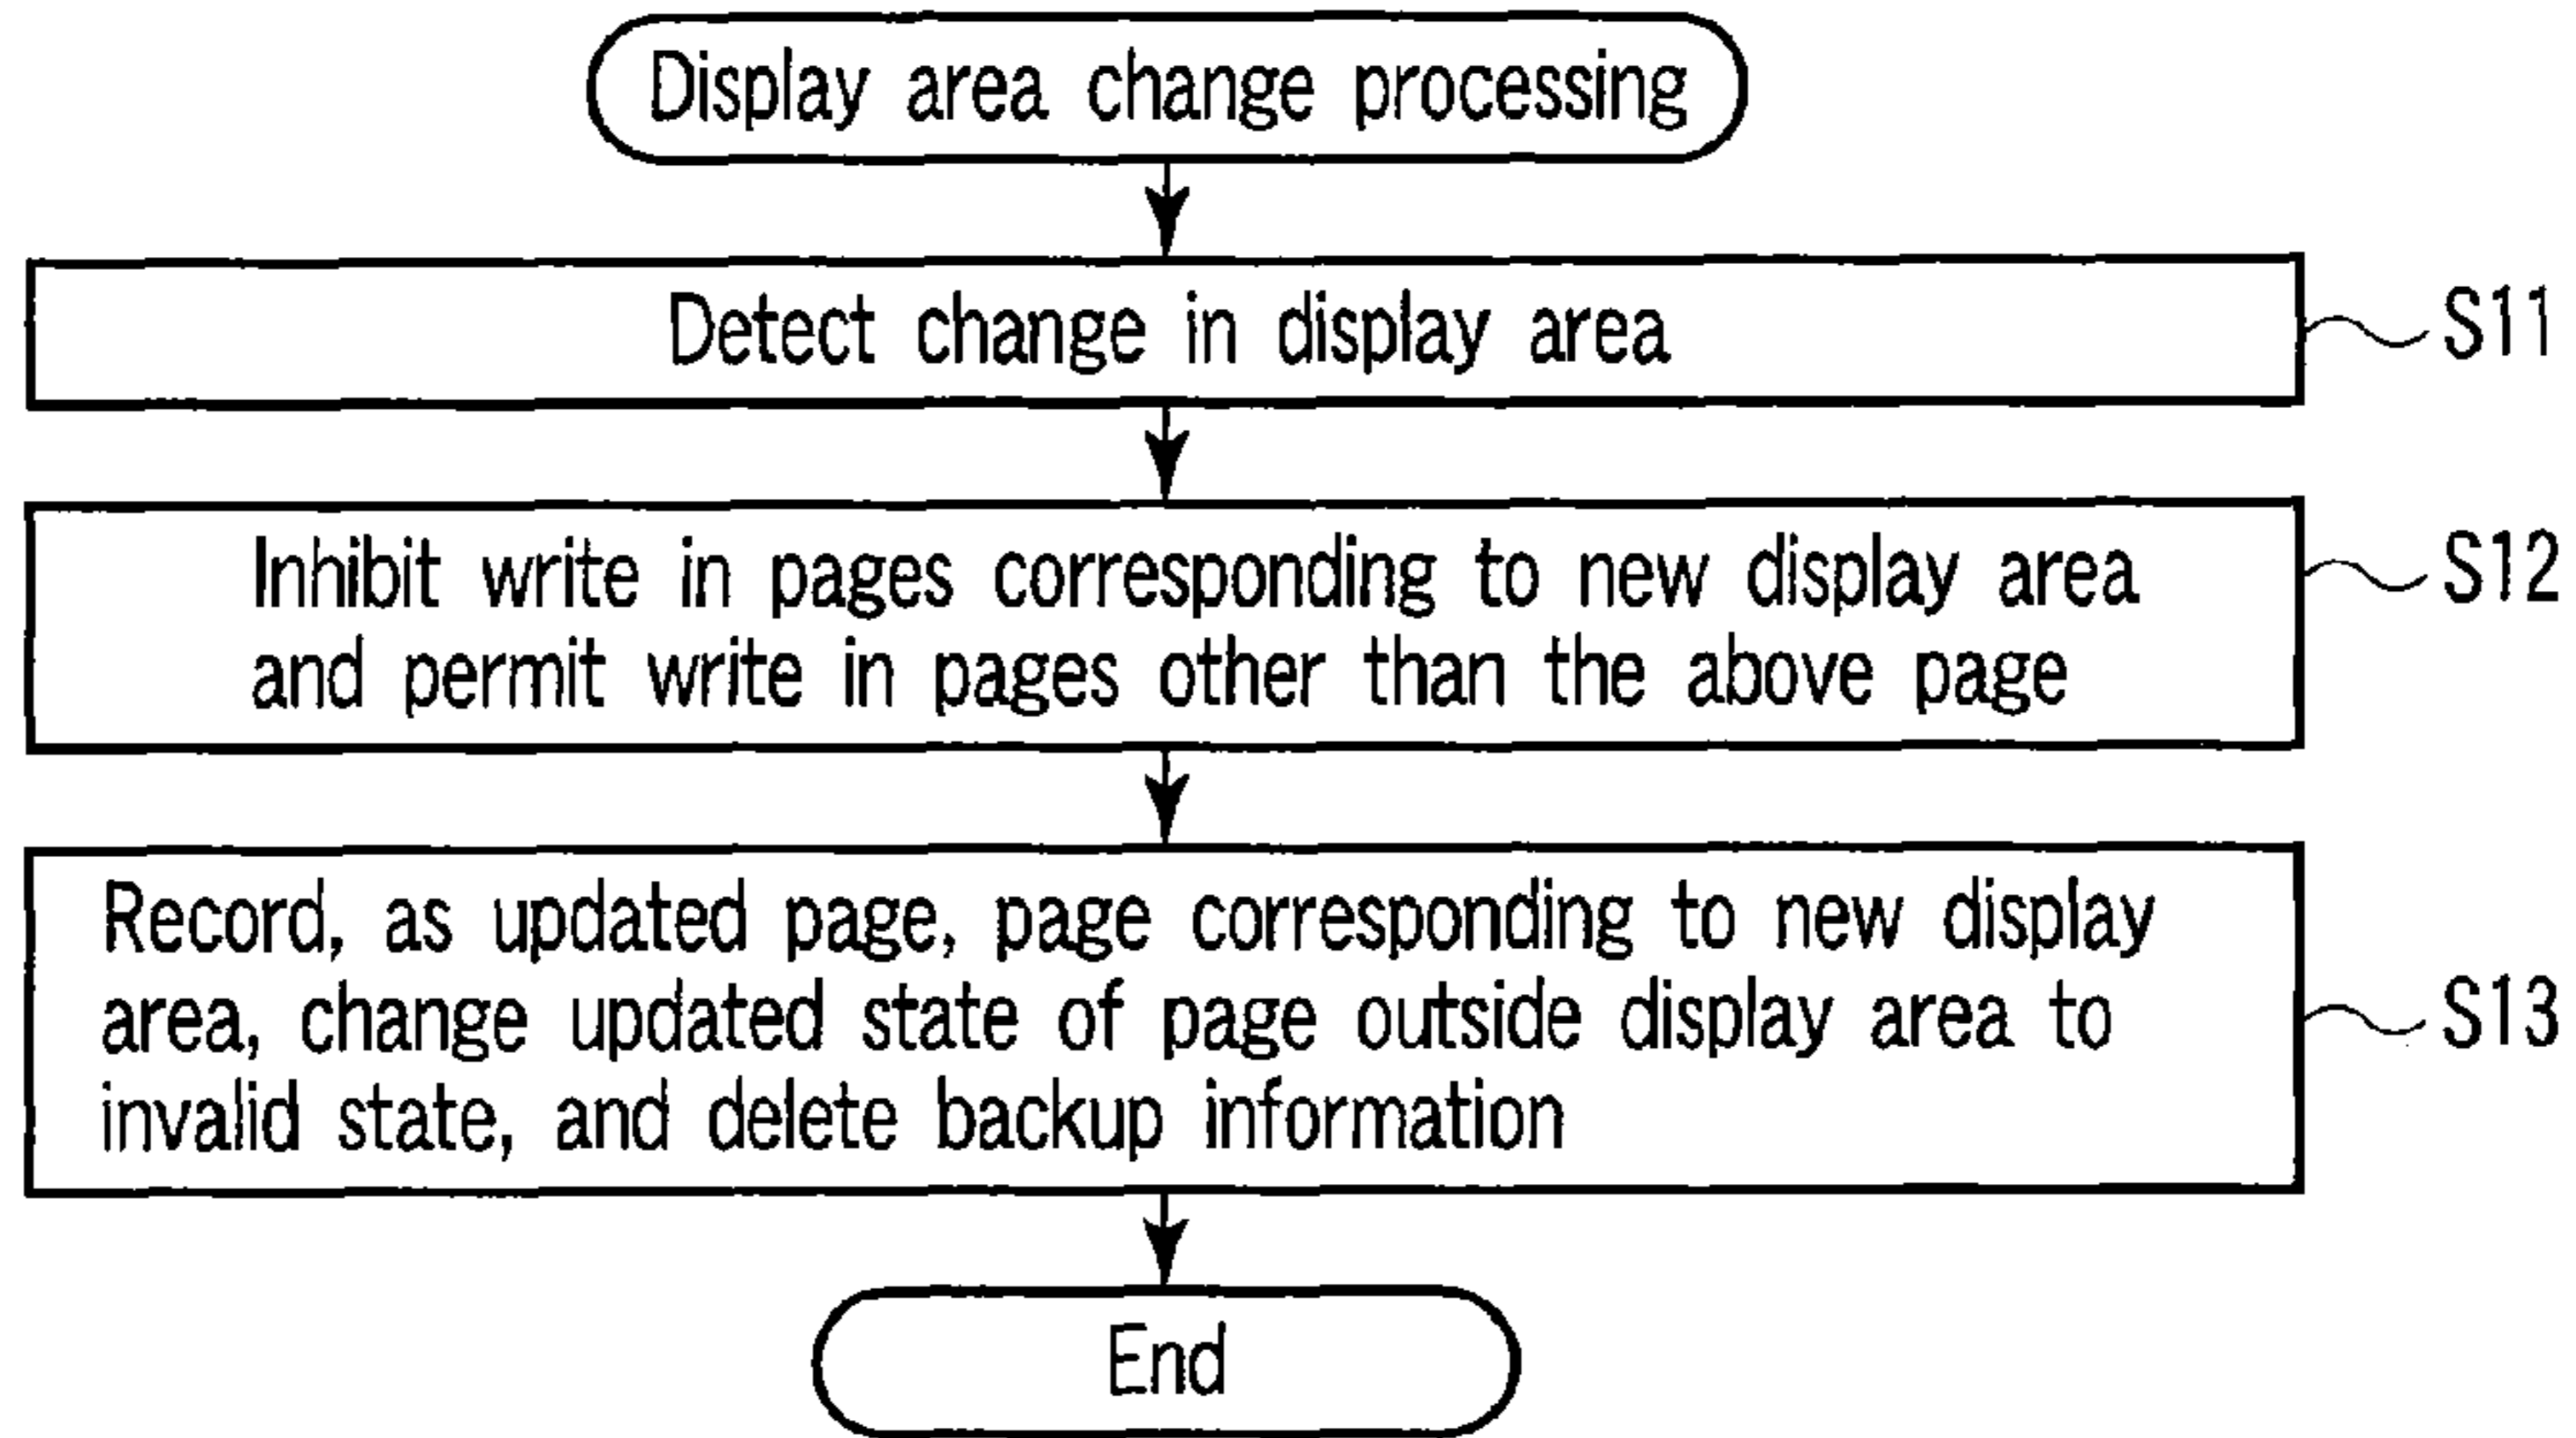 Display area change processing
Detect change in display area
S11
Inhibit write in pages corresponding to new display area
and permit write in pages other than the above page
S12
Record, as updated page, page corresponding to new display
area, change updated state of page outside display area to
invalid state, and delete backup information
S13
End